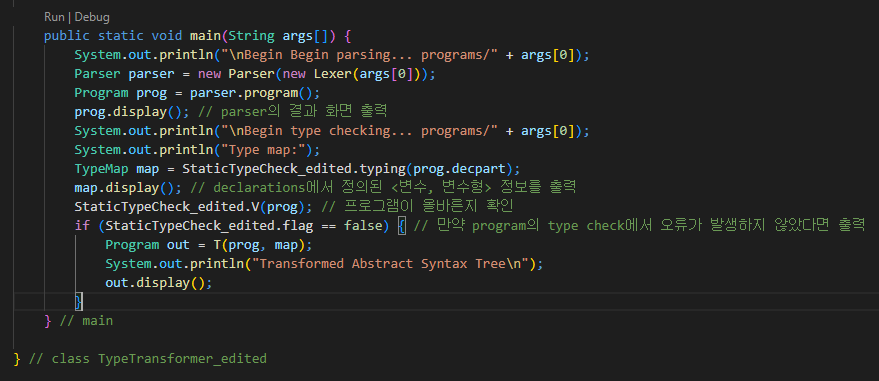 Run | Debug
public static void main(String args[]) {
System.out.println("\nBegin Begin parsing... programs/" + args[0]);
Parser parser = new Parser(new Lexer(args[0]));
Program prog = parser.program();
prog.display(); // parser의 결과 화면 출력
System.out.println("\nBegin type checking... programs/" + args[0]);
System.out.println("Type map:");
TypeMap map = StaticTypeCheck_edited.typing(prog.decpart);
map.display(); // declarations에서 정의된 <변수, 변수형> 정보를 출력
StaticTypeCheck_edited.V(prog); // 프로그램이 올바른지 확인
if (StaticTypeCheck_edited.flag == false) { // 만약 program의 type check에서 오류가 발생하지 않았다면 출력
Program out = T(prog, map);
System.out.println("Transformed Abstract Syntax Tree\n");
out.display();
}
} // main
} // class TypeTransformer_edited